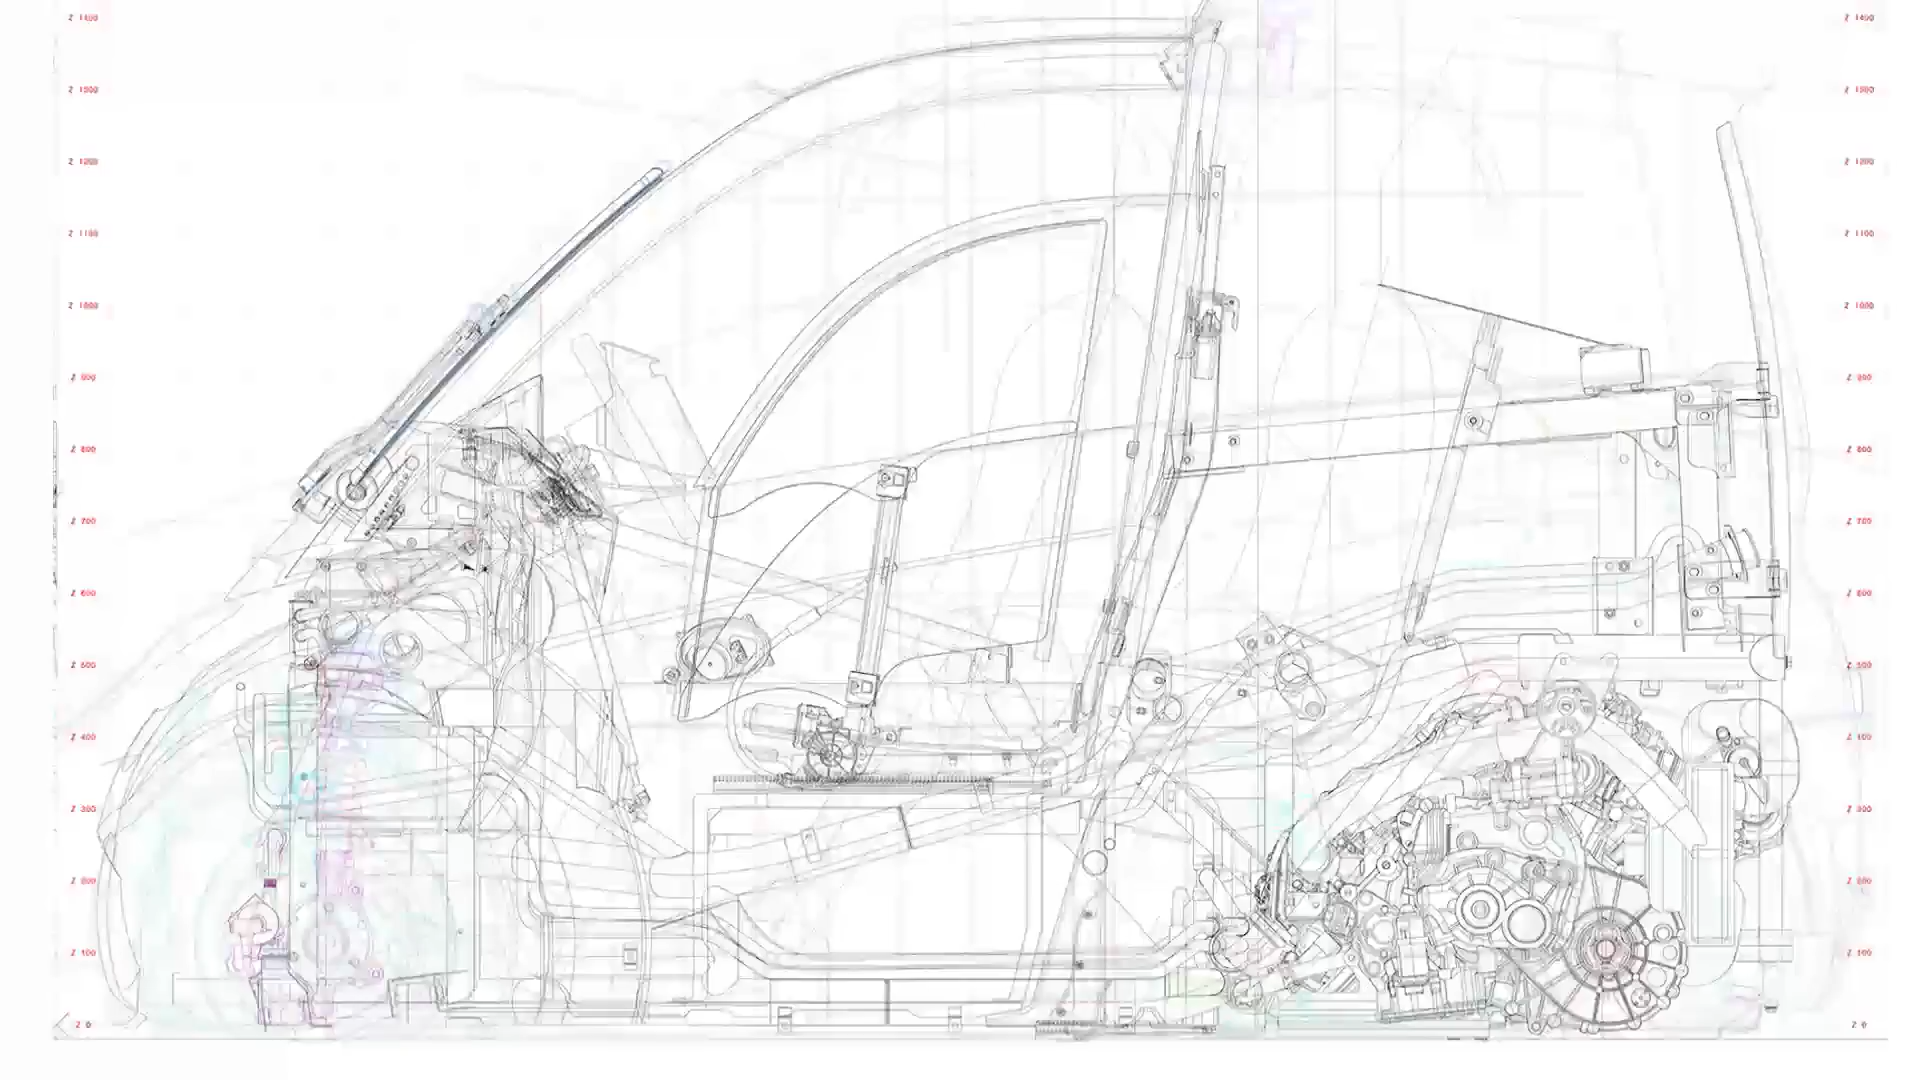 Z 1400 Z 1400
Z 1300 Z 1300
Z 1200 Z 1200
Z 1100 Z 1100
Z 1000 Z 1000
Z 900 Z 900
Z 800 Z 800
Z 700 Z 700
Z 600 Z 600
Z 500 Z 500
Z 400 Z 400
Z 300 Z 300
Z 200 Z 200
Z 100 Z 100
Z 0 Z 0